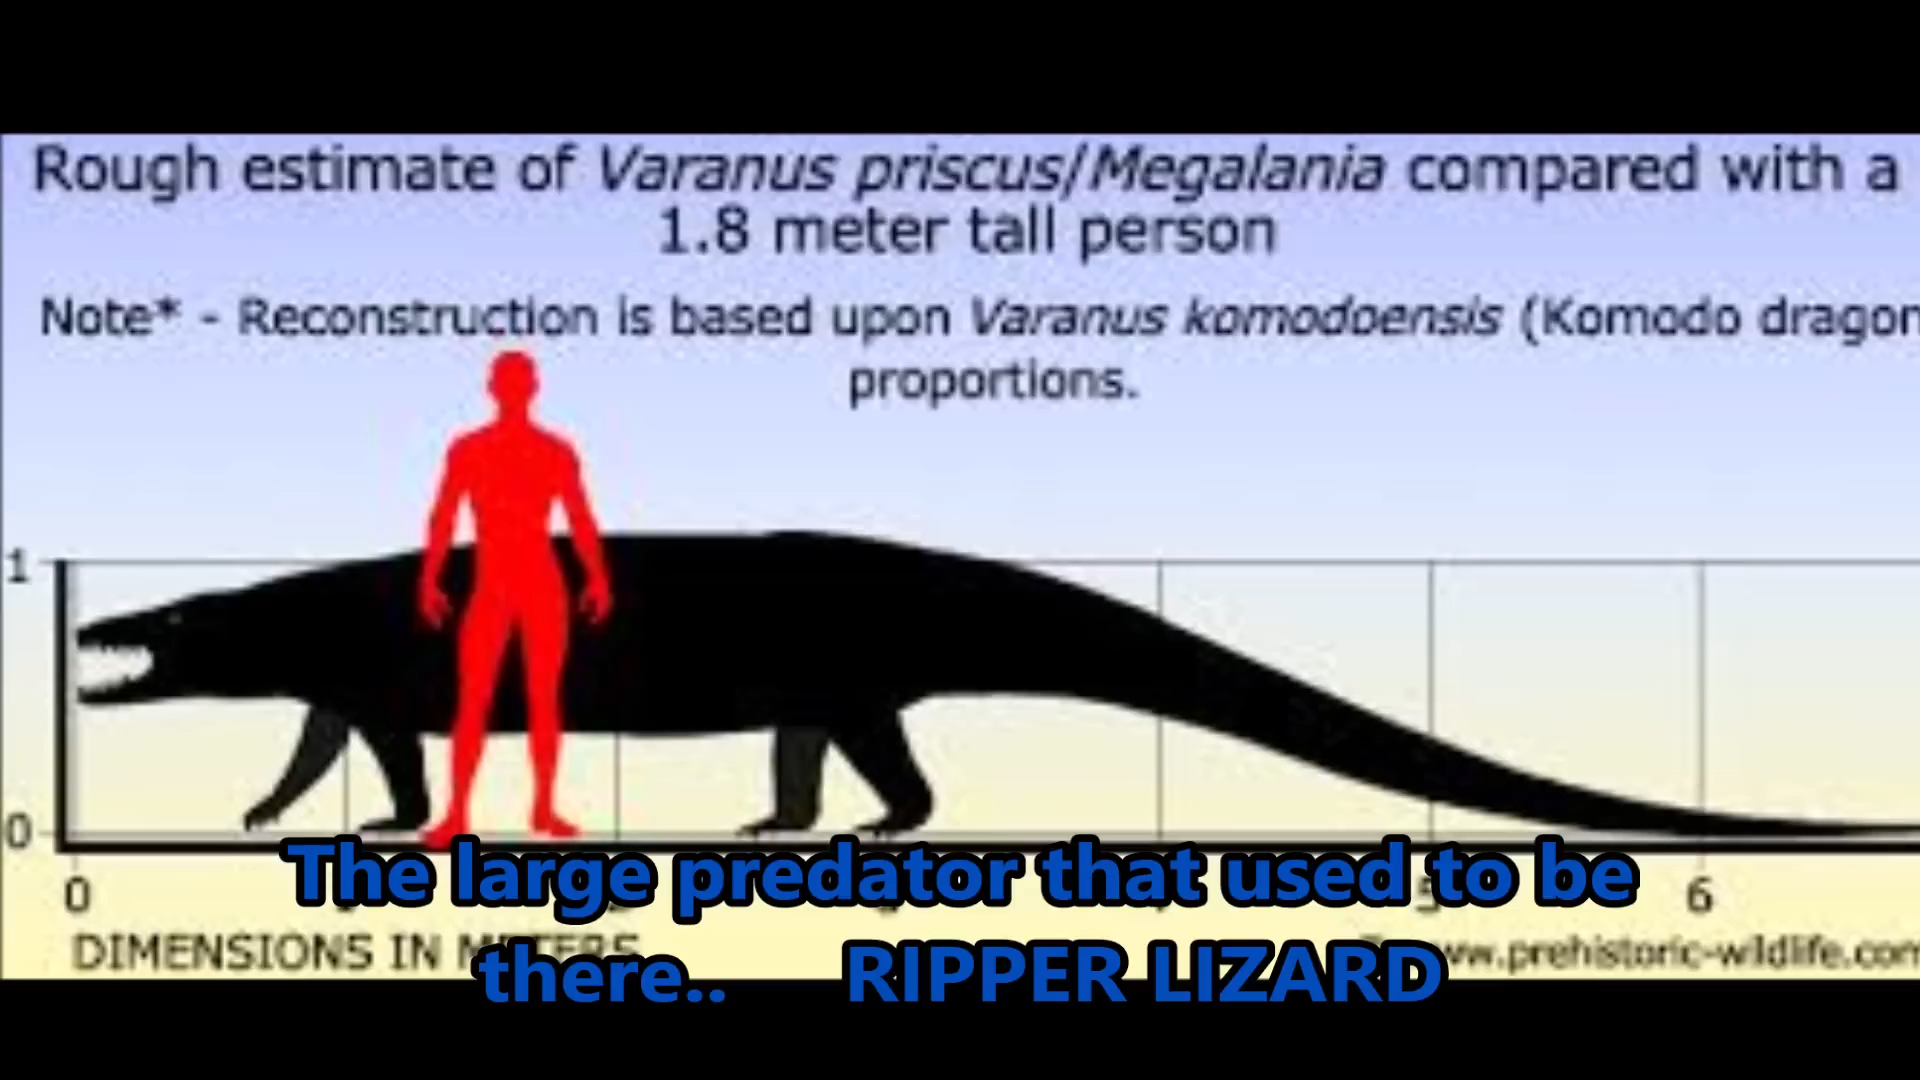 Rough estimate of Varanus priscus/Megalania compared with a
1.8 meter tall person
Note* - Reconstruction is based upon Varanus komodoensis (Komodo dragon
proportions.
1
0
0 5 6
The large predator that used to be
DIMENSIONS IN METERS www.prehistoric-wildlife.com
there.. RIPPER LIZARD